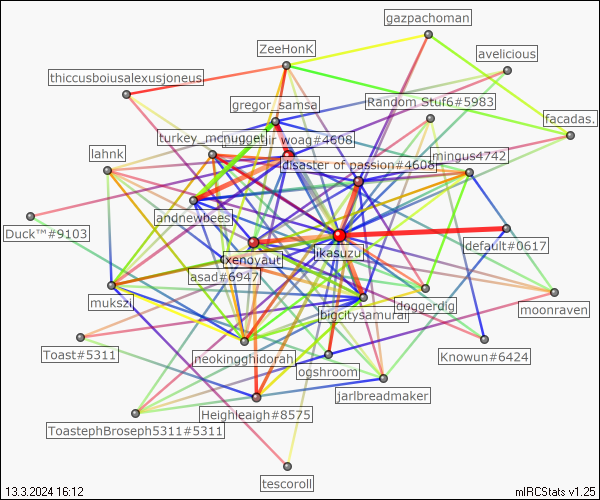 gazpachoman
ZeeHonK
avelicious
thiccusboiusalexusjoneus
gregor_samsa
Random Stuf6#5983
facadas.
turkey_mcnugget
jir woag#4608
mingus4742
lahnk
disaster of passion#4608
andnewbees
Duck™#9103
xenoyaut
ikasuzu
default#0617
asad#6947
mukszi
doggerdig
moonraven
bigcitysamurai
Toast#5311
neokingghidorah
Knowun#6424
ogshroom
jarlbreadmaker
Heighleaigh#8575
ToastephBroseph5311#5311
tescoroll
13.3.2024 16:12
mIRCStats v1.25